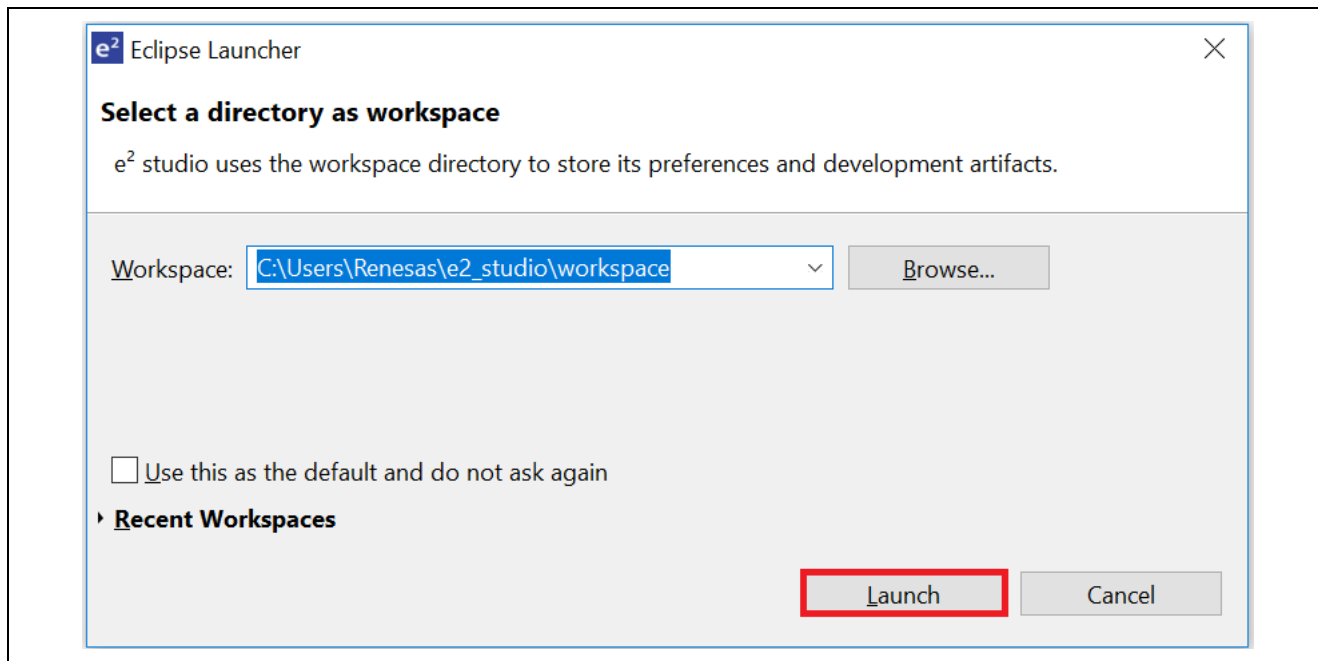 e² Eclipse Launcher
Select a directory as workspace
e² studio uses the workspace directory to store its preferences and development artifacts.
Workspace: C:\Users\Renesas\e2_studio\workspace Browse...
Use this as the default and do not ask again
Recent Workspaces
Launch Cancel